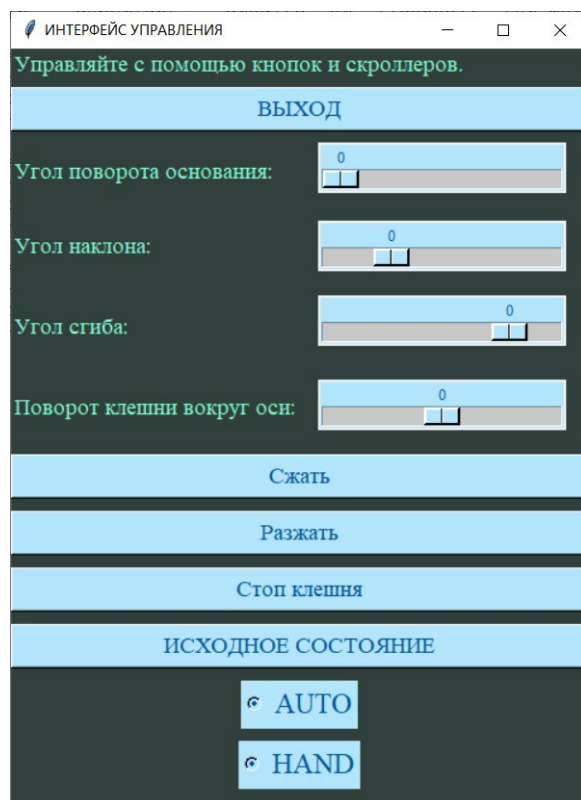 ИНТЕРФЕЙС УПРАВЛЕНИЯ
Управляйте с помощью кнопок и скроллеров.
ВЫХОД
0
Угол поворота основания:
0
Угол наклона:
0
Угол сгиба:
0
Поворот клешни вокруг оси:
Сжать
Разжать
Стоп клешня
ИСХОДНОЕ СОСТОЯНИЕ
AUTO
HAND